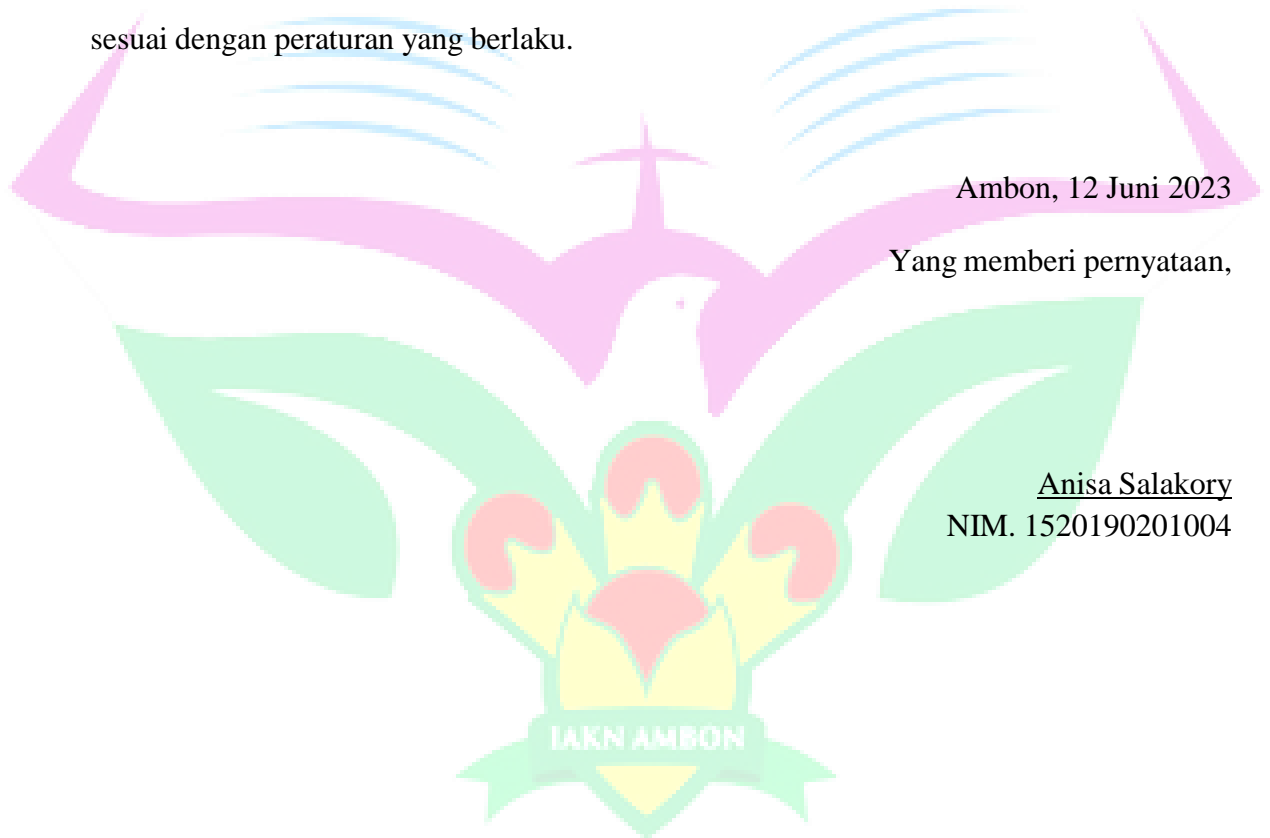 sesuai dengan peraturan yang berlaku.
Ambon, 12 Juni 2023
Yang memberi pernyataan,
Anisa Salakory
NIM. 1520190201004
IAKN AMBON